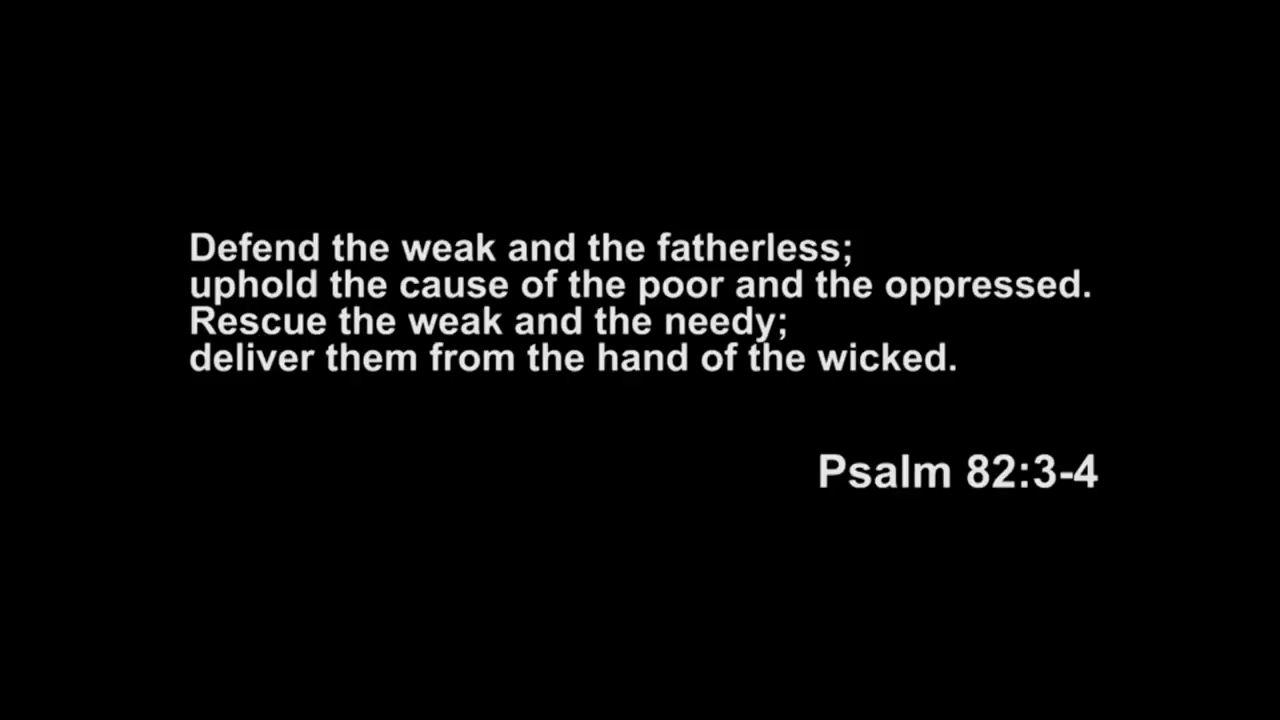 Defend the weak and the fatherless;
uphold the cause of the poor and the oppressed.
Rescue the weak and the needy;
deliver them from the hand of the wicked.
Psalm 82:3-4